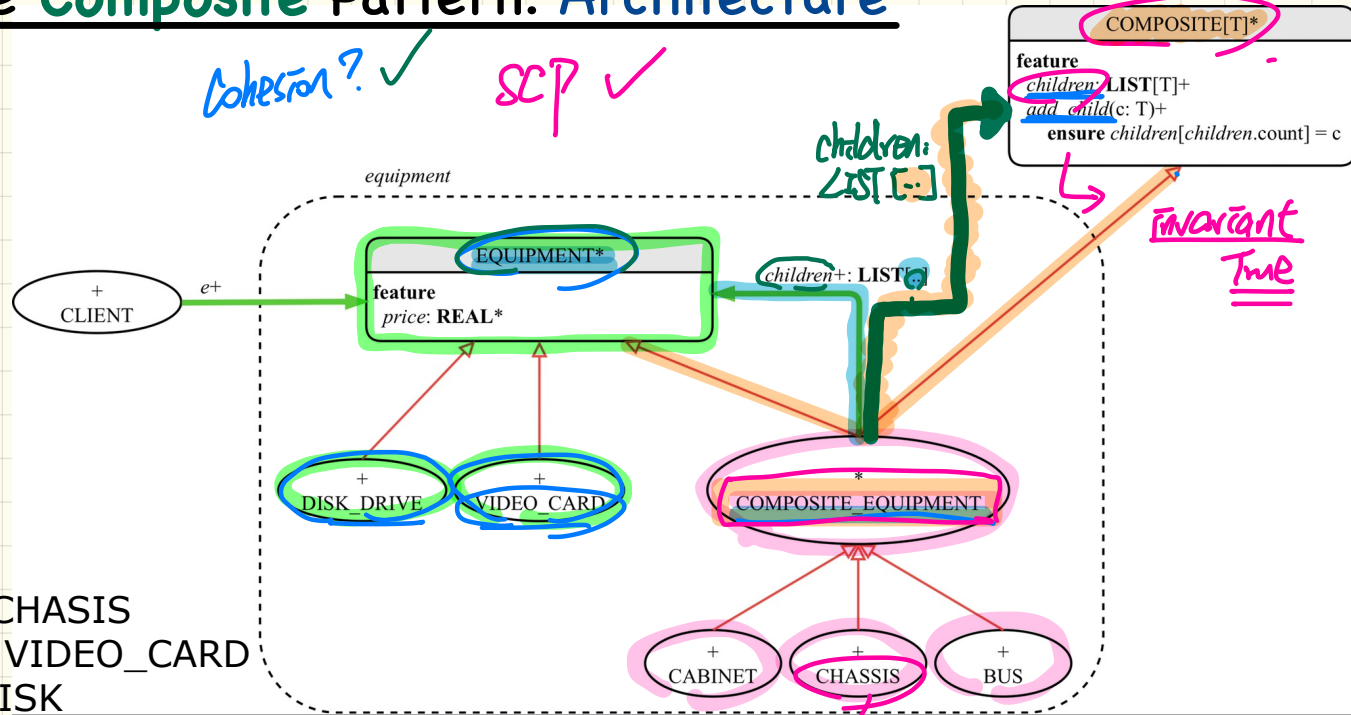 e Composite Pattern: Architecture
Cohesion? ✓
SCP ✓
COMPOSITE[T]*
feature
children: LIST[T]+
add_child(c: T)+
ensure children[children.count] = c
children:
LIST[..]
invariant
True
equipment
EQUIPMENT*
feature
price: REAL*
children+: LIST[..]
e+
+
CLIENT
+
DISK_DRIVE
+
VIDEO_CARD
*
COMPOSITE_EQUIPMENT
+
CABINET
+
CHASSIS
+
BUS
CHASIS
VIDEO_CARD
ISK